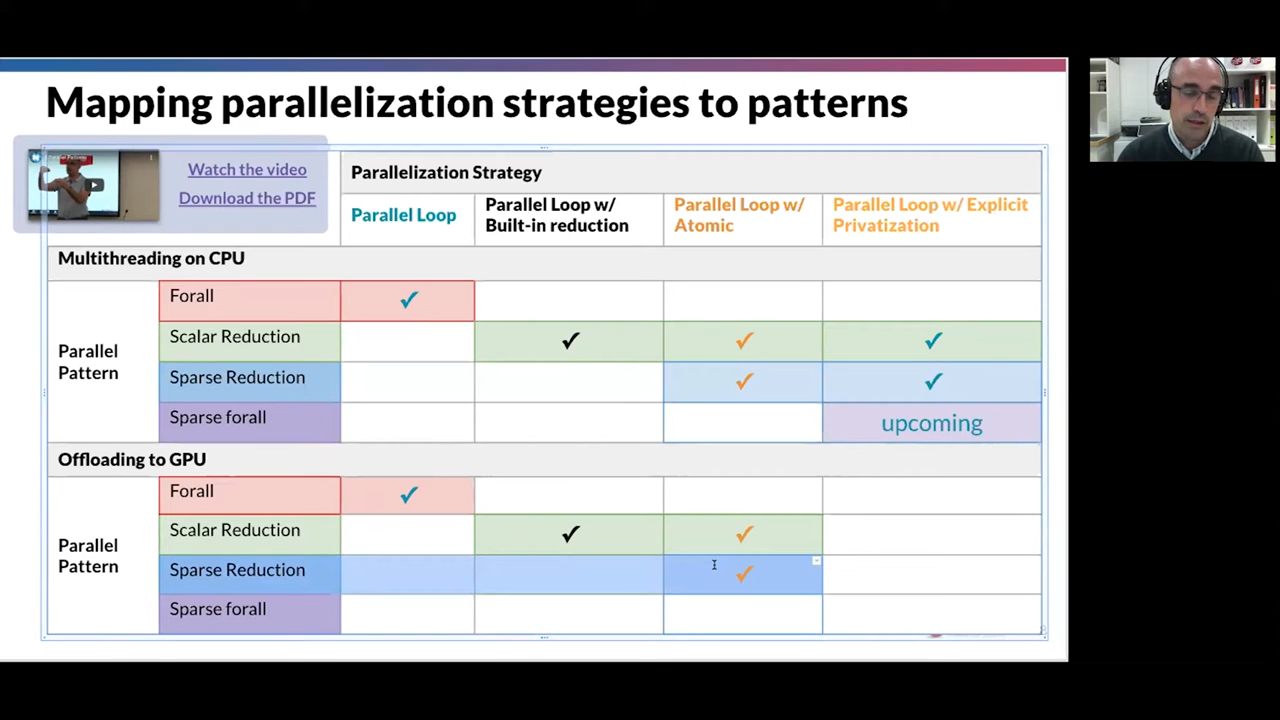 Mapping parallelization strategies to patterns
Watch the video
Download the PDF
Parallelization Strategy
Parallel Loop
Parallel Loop w/
Built-in reduction
Parallel Loop w/
Atomic
Parallel Loop w/ Explicit
Privatization
Multithreading on CPU
Parallel
Pattern
Forall ✓
Scalar Reduction ✓ ✓ ✓
Sparse Reduction ✓ ✓
Sparse forall upcoming
Offloading to GPU
Parallel
Pattern
Forall ✓
Scalar Reduction ✓ ✓
Sparse Reduction ✓
Sparse forall